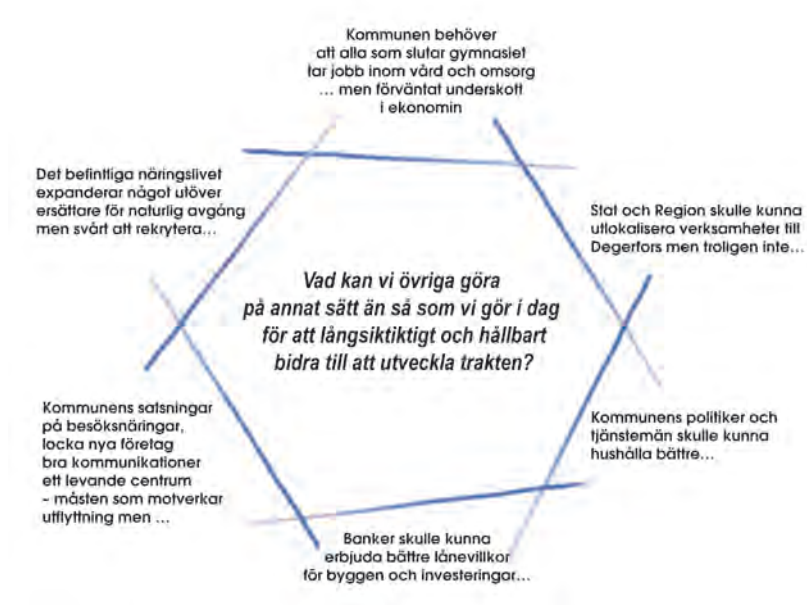 Kommunen behöver
att alla som slutar gymnasiet
tar jobb inom vård och omsorg
... men förväntat underskott
i ekonomin
Det befintliga näringslivet
expanderar något utöver
ersättare för naturlig avgång
men svårt att rekrytera...
Stat och Region skulle kunna
utlokalisera verksamheter till
Degerfors men troligen inte...
Vad kan vi övriga göra
på annat sätt än så som vi gör i dag
för att långsiktiktigt och hållbart
bidra till att utveckla trakten?
Kommunens satsningar
på besöksnäringar,
locka nya företag
bra kommunikationer
ett levande centrum
– måsten som motverkar
utflyttning men ...
Kommunens politiker och
tjänstemän skulle kunna
hushålla bättre...
Banker skulle kunna
erbjuda bättre lånevillkor
för byggen och investeringar...